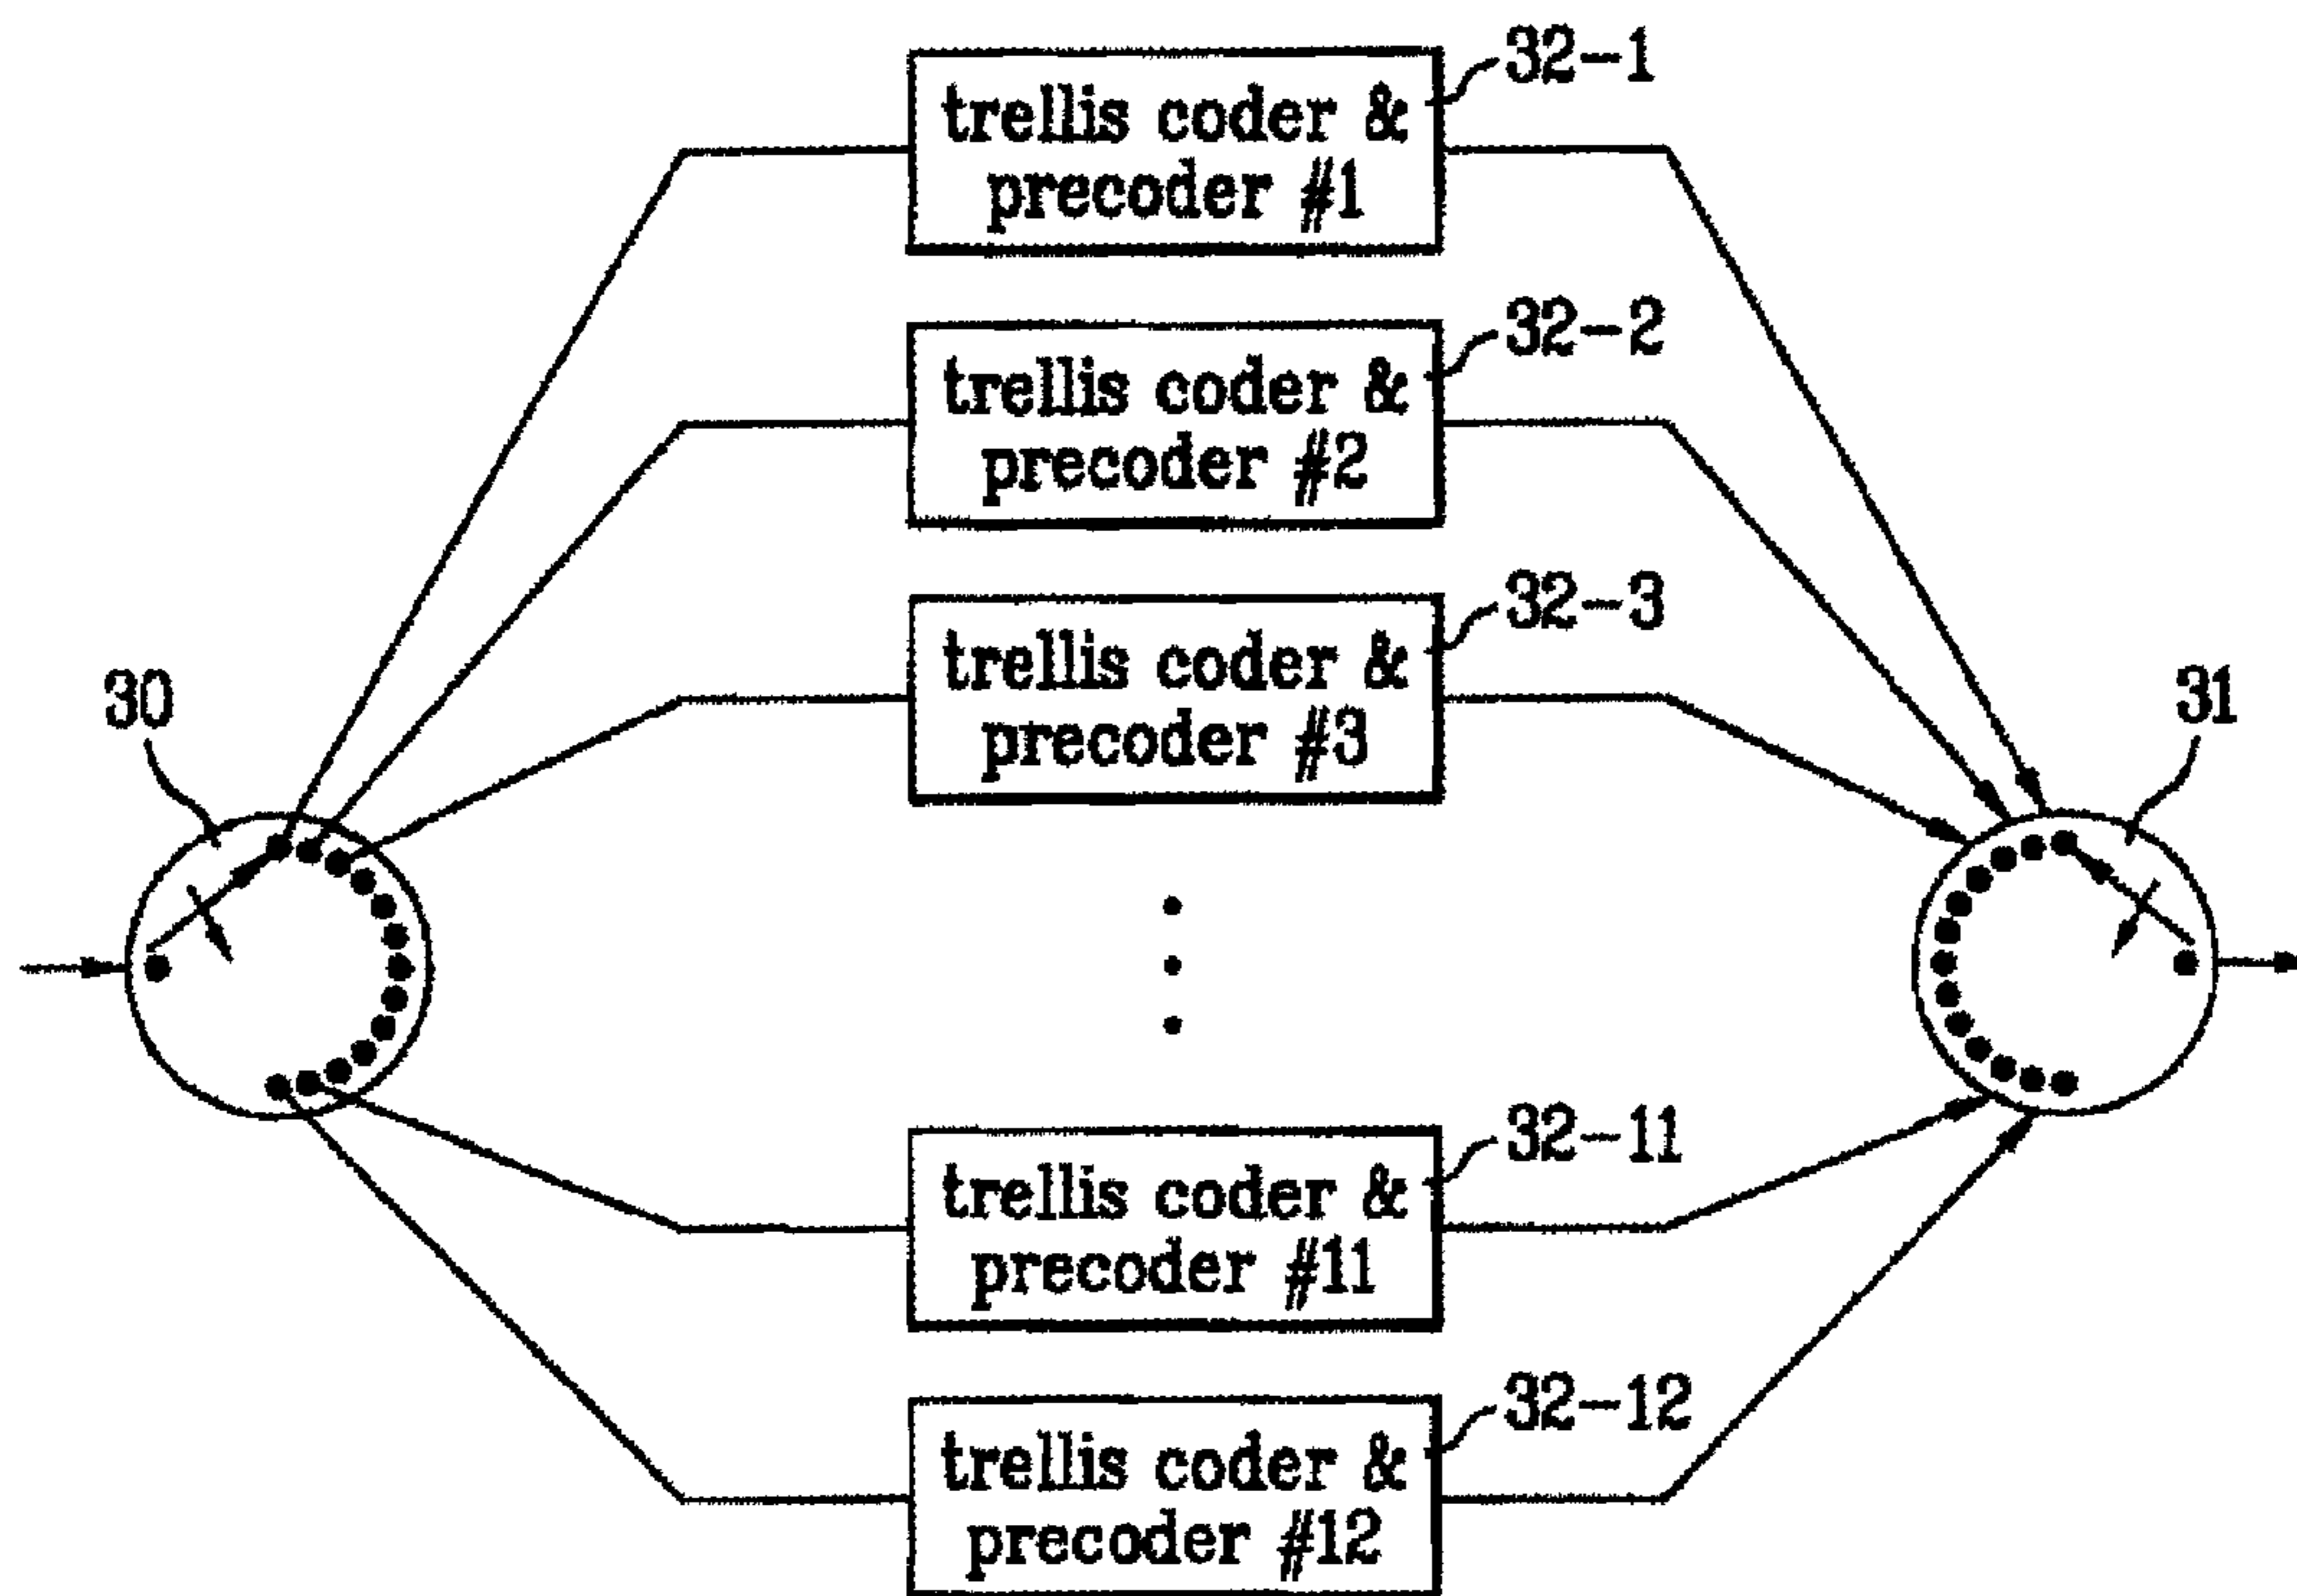 32-1
trellis coder &
precoder #1
32-2
trellis coder &
precoder #2
32-3
trellis coder &
precoder #3
30
31
32-11
trellis coder &
precoder #11
32-12
trellis coder &
precoder #12